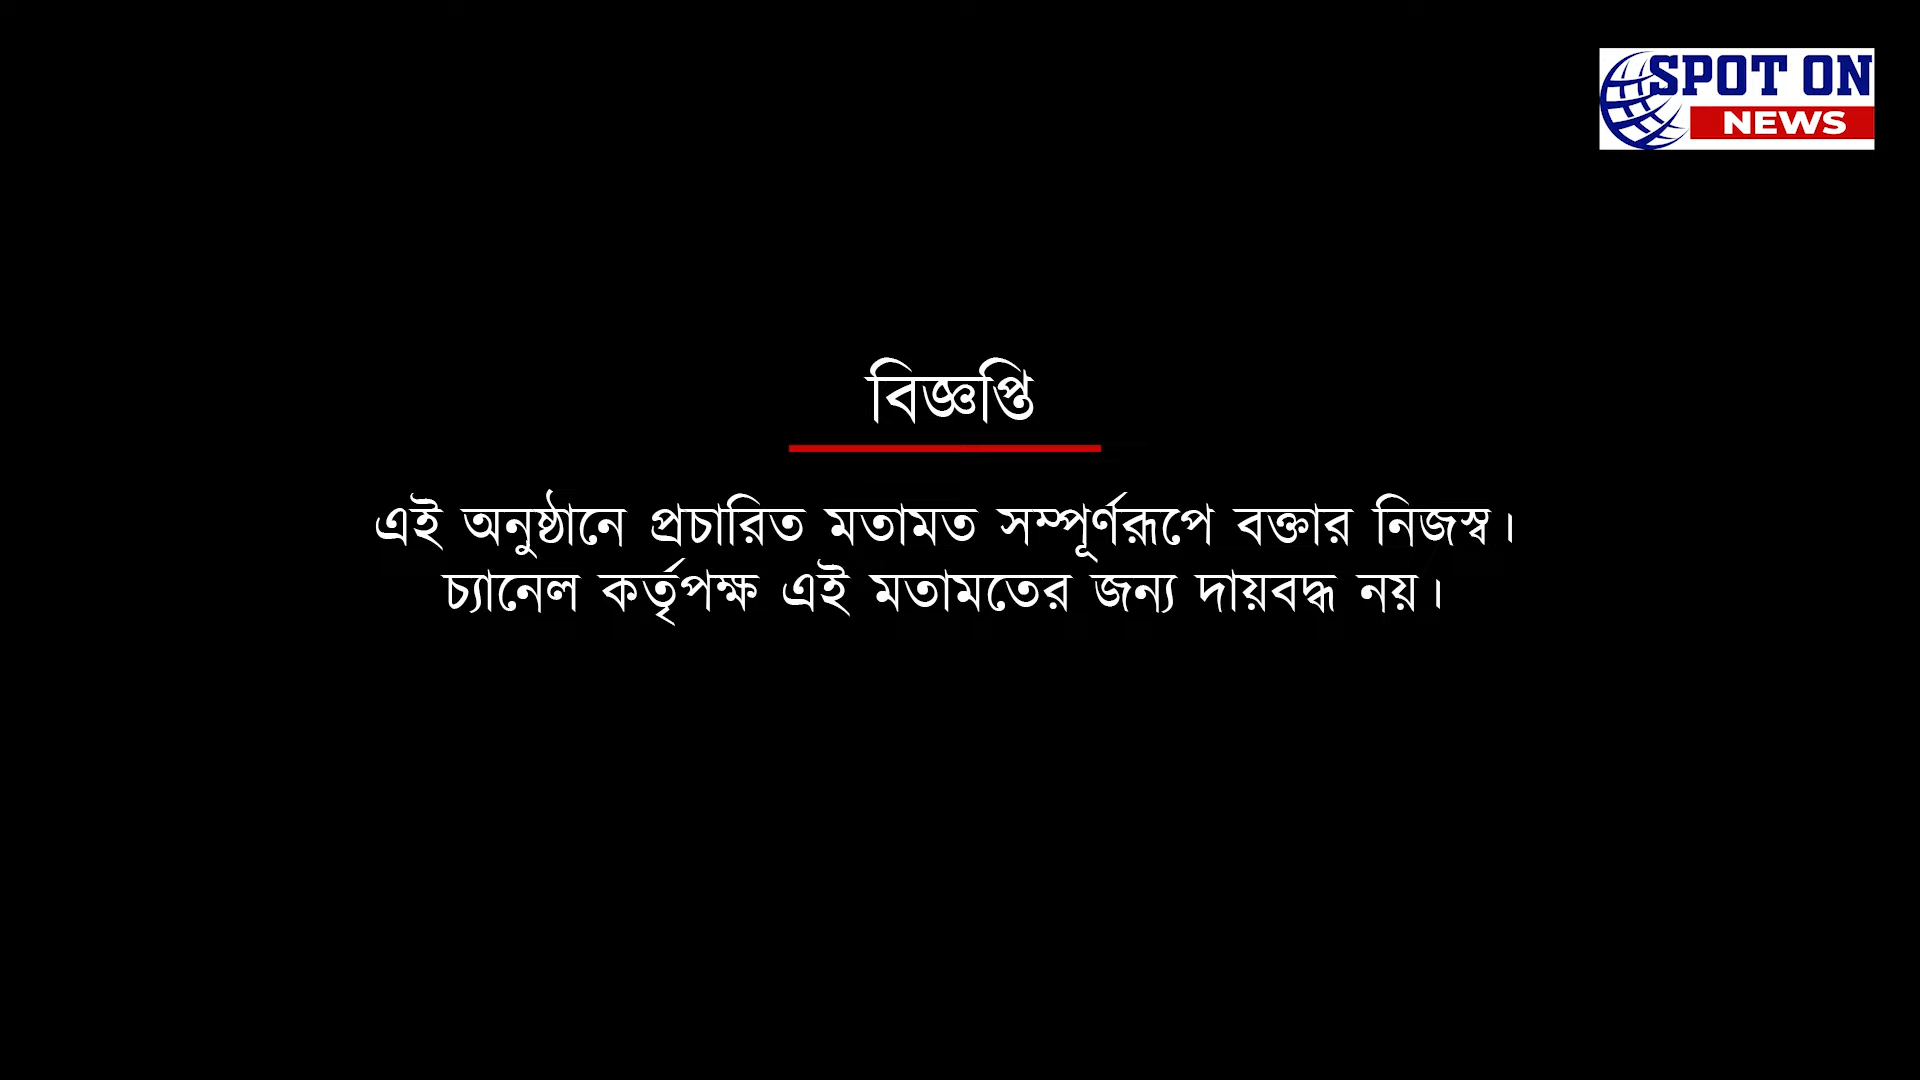 SPOT ON
NEWS
বিজ্ঞপ্তি
এই অনুষ্ঠানে প্রচারিত মতামত সম্পূর্ণরূপে বক্তার নিজস্ব।
চ্যানেল কর্তৃপক্ষ এই মতামতের জন্য দায়বদ্ধ নয়।